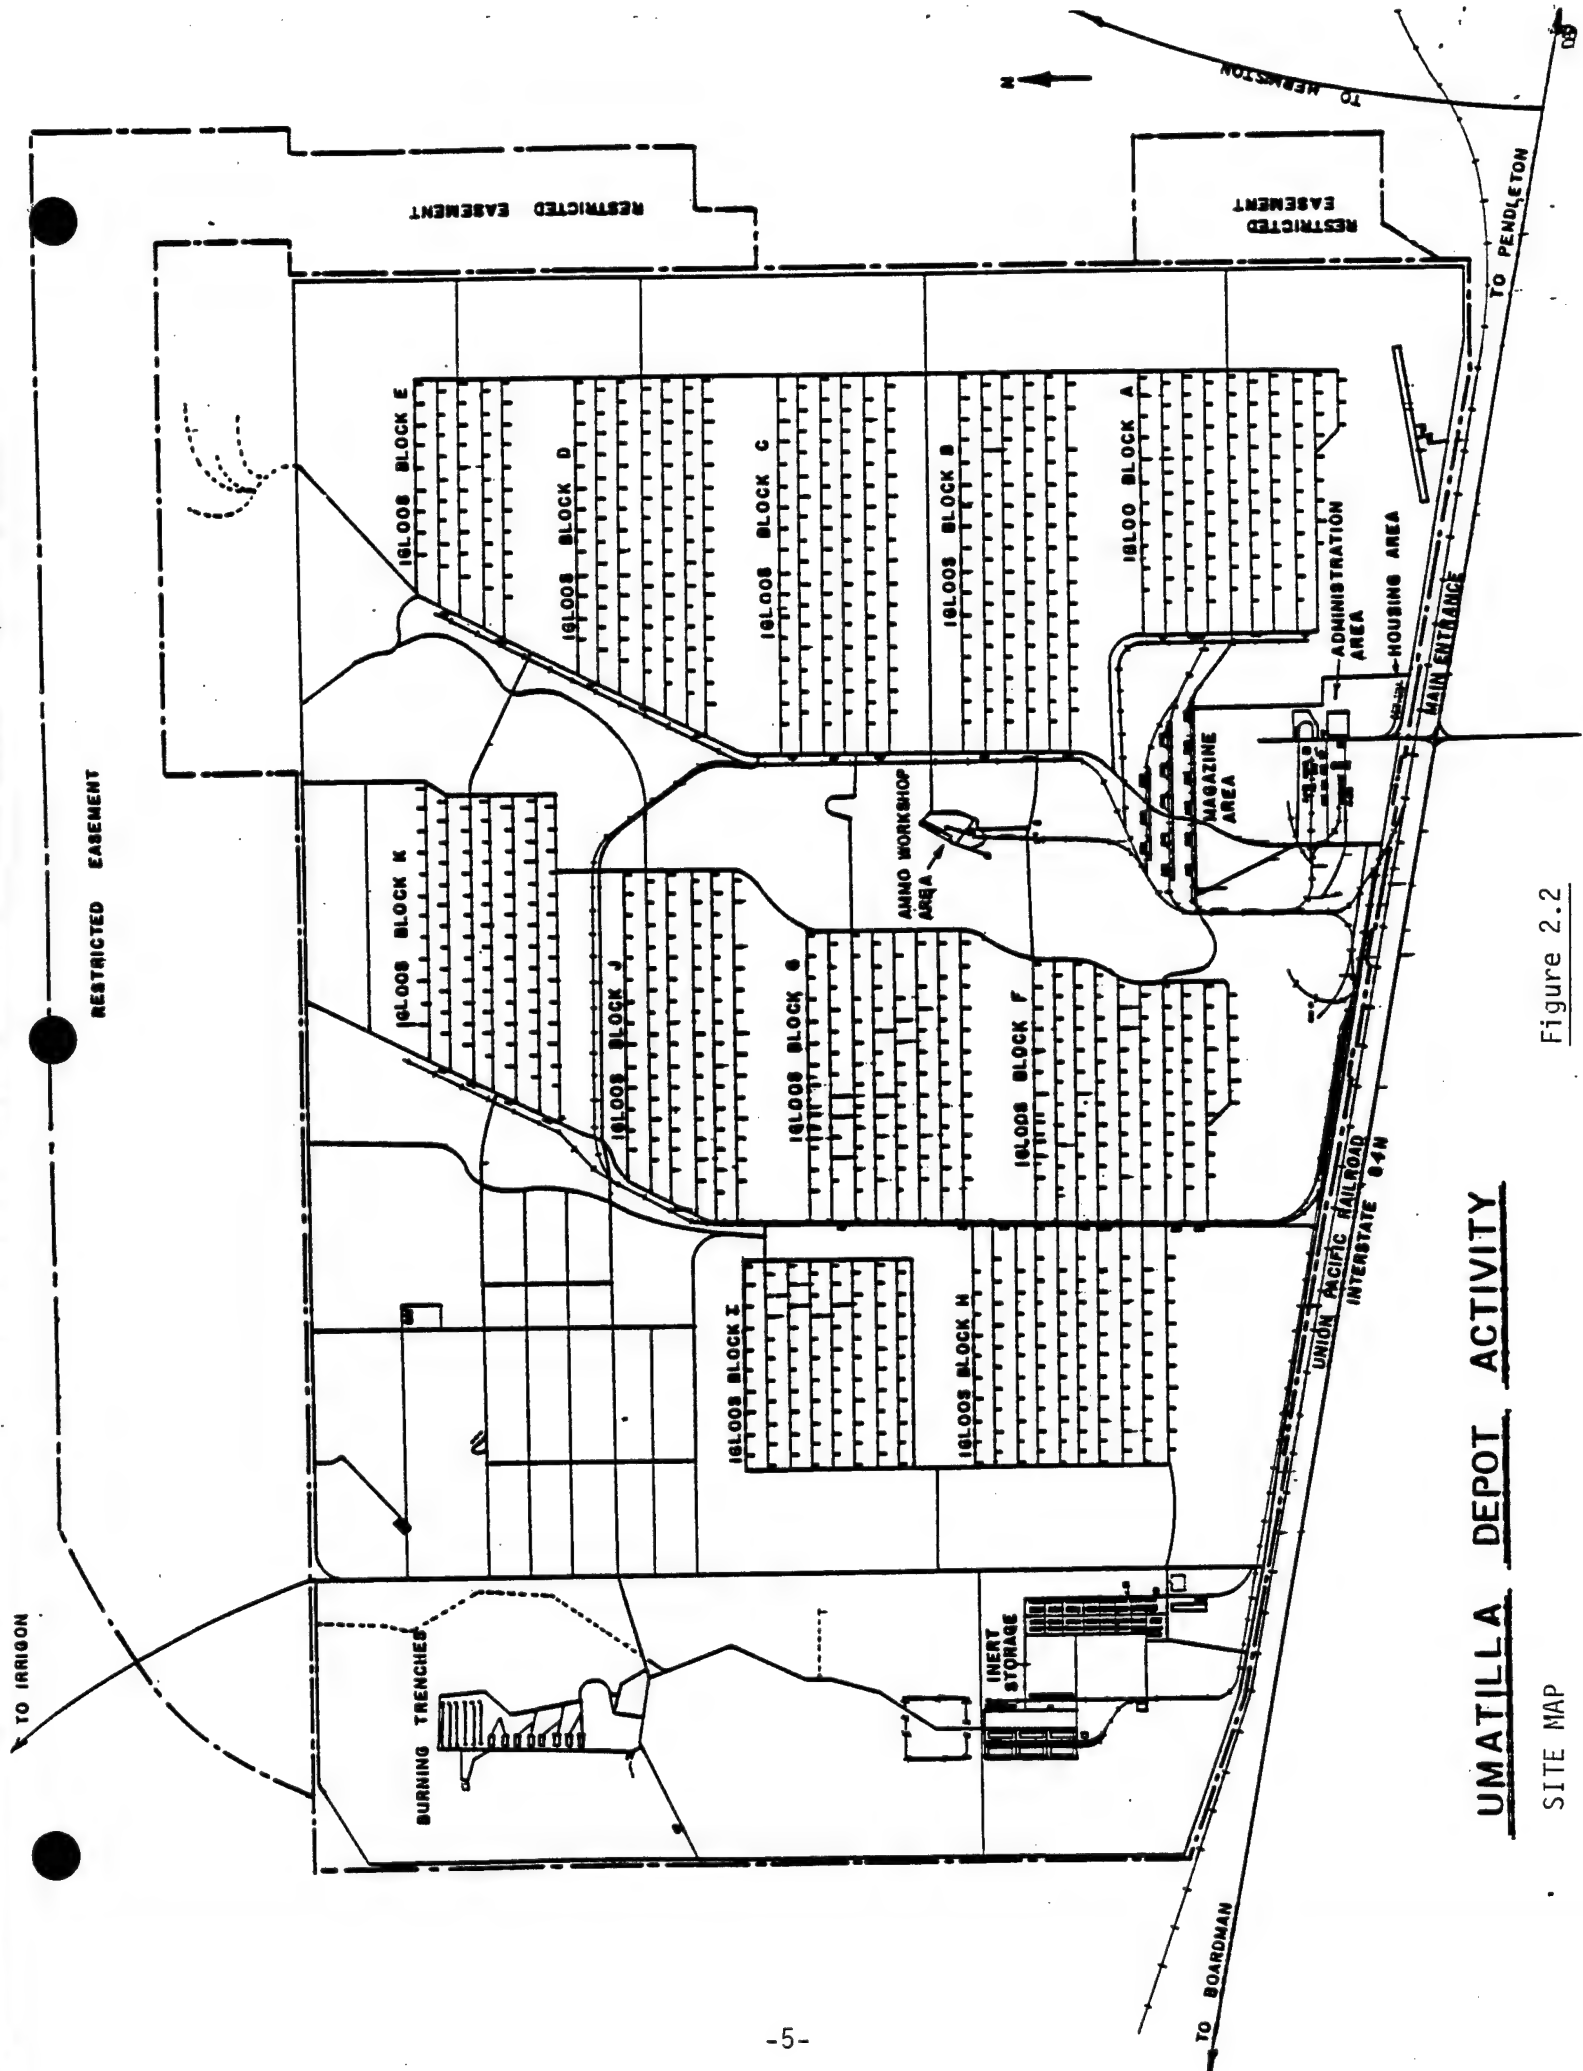 TO IRRIGON
RESTRICTED EASEMENT
N
TO HERMISTON
RESTRICTED EASEMENT
RESTRICTED
EASEMENT
TO PENDLETON
IGLOOS BLOCK E
IGLOOS BLOCK D
IGLOOS BLOCK C
IGLOOS BLOCK B
IGLOO BLOCK A
IGLOOS BLOCK K
IGLOOS BLOCK J
IGLOOS BLOCK G
IGLOOS BLOCK F
IGLOOS BLOCK I
IGLOOS BLOCK H
AMMO WORKSHOP
AREA
MAGAZINE
AREA
ADMINISTRATION
AREA
HOUSING AREA
MAIN ENTRANCE
BURNING TRENCHES
INERT
STORAGE
UNION PACIFIC RAILROAD
INTERSTATE 84N
TO BOARDMAN
UMATILLA DEPOT ACTIVITY
SITE MAP
Figure 2.2
-5-